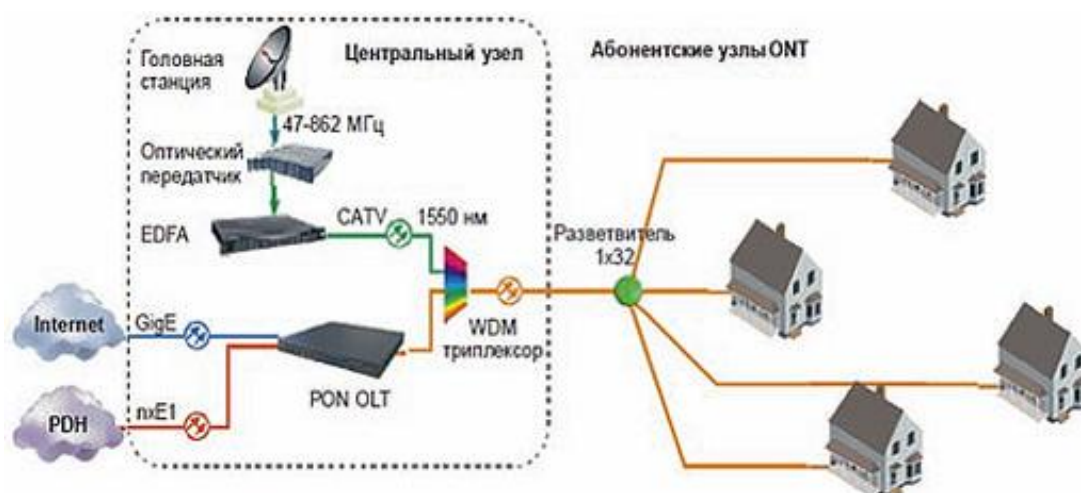 Головная
станция
Центральный узел
Абонентские узлы ONT
47-862 МГц
Оптический
передатчик
EDFA
CATV
1550 нм
Разветвитель
1x32
Internet
GigE
WDM
триплексор
PON OLT
PDH
nxE1